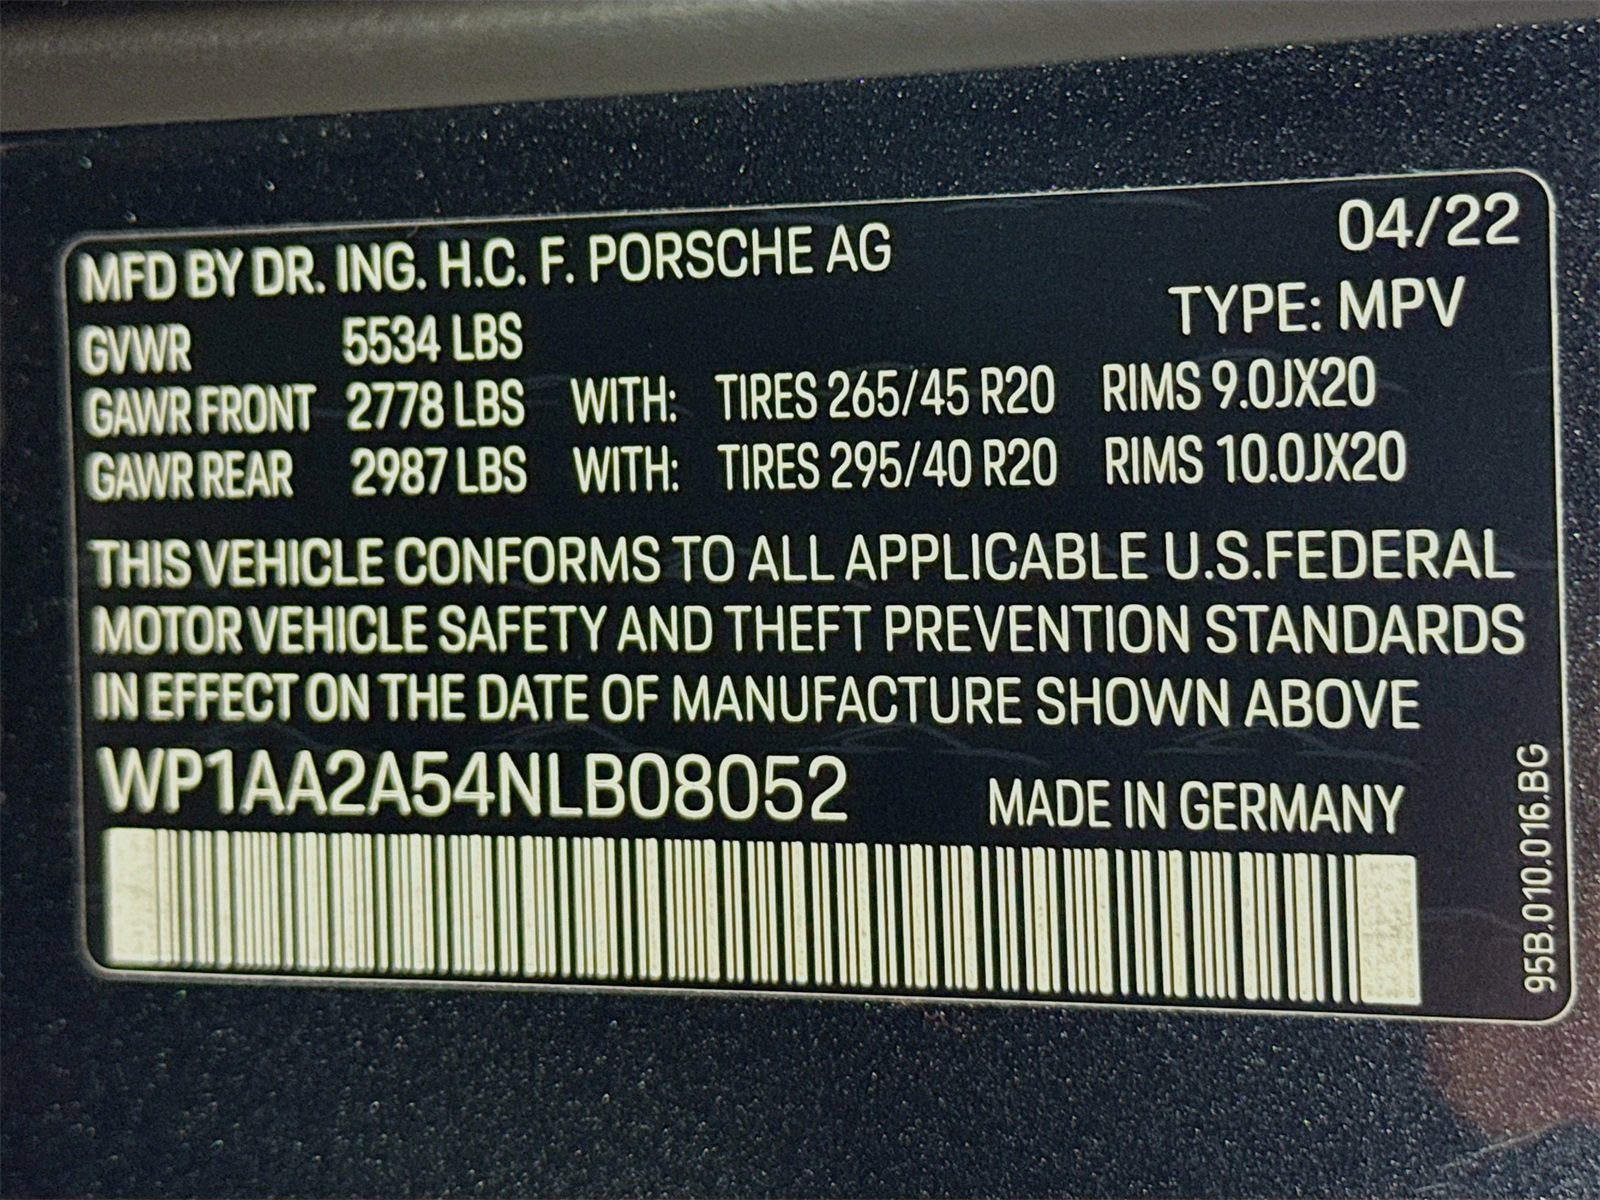 04/22
MFD BY DR. ING. H.C. F. PORSCHE AG
TYPE: MPV
GVWR 5534 LBS
GAWR FRONT 2778 LBS WITH: TIRES 265/45 R20 RIMS 9.0JX20
GAWR REAR 2987 LBS WITH: TIRES 295/40 R20 RIMS 10.0JX20
THIS VEHICLE CONFORMS TO ALL APPLICABLE U.S.FEDERAL
MOTOR VEHICLE SAFETY AND THEFT PREVENTION STANDARDS
IN EFFECT ON THE DATE OF MANUFACTURE SHOWN ABOVE
WP1AA2A54NLB08052
MADE IN GERMANY
95B.010.016.BG